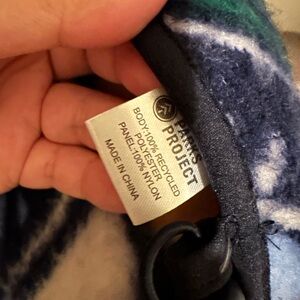 PARKS
PROJECT
BODY:100% RECYCLED
POLYESTER
PANEL:100% NYLON
MADE IN CHINA